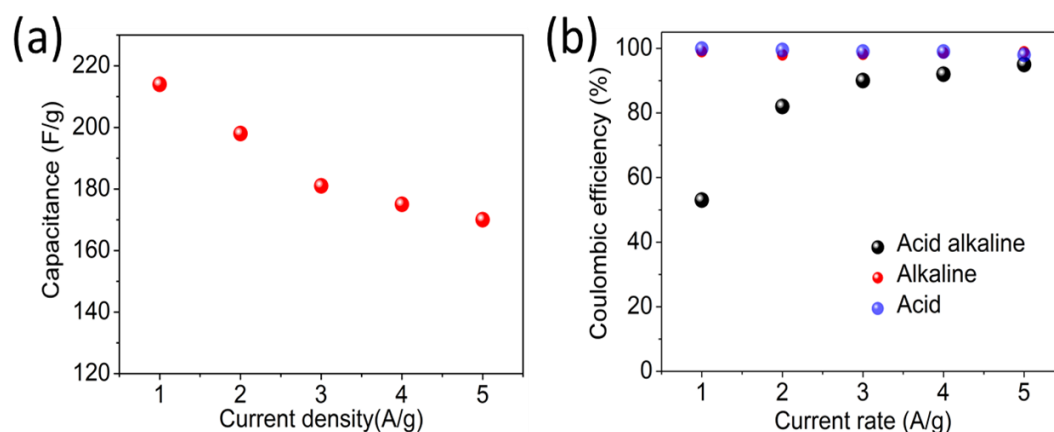 (a)
Capacitance (F/g)
220
200
180
160
140
120
1 2 3 4 5
Current density(A/g)
(b)
Coulombic efficiency (%)
100
80
60
40
20
0
Acid alkaline
Alkaline
Acid
1 2 3 4 5
Current rate (A/g)